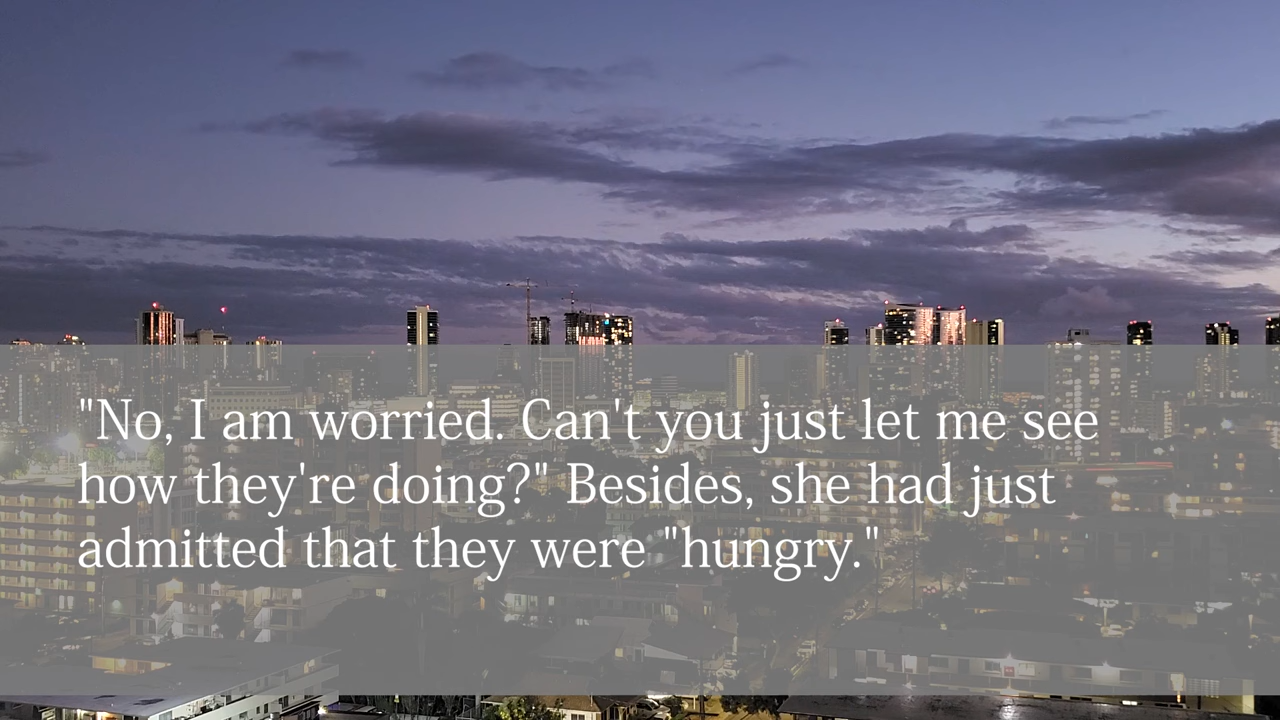 "No, I am worried. Can't you just let me see
how they're doing?" Besides, she had just
admitted that they were "hungry."